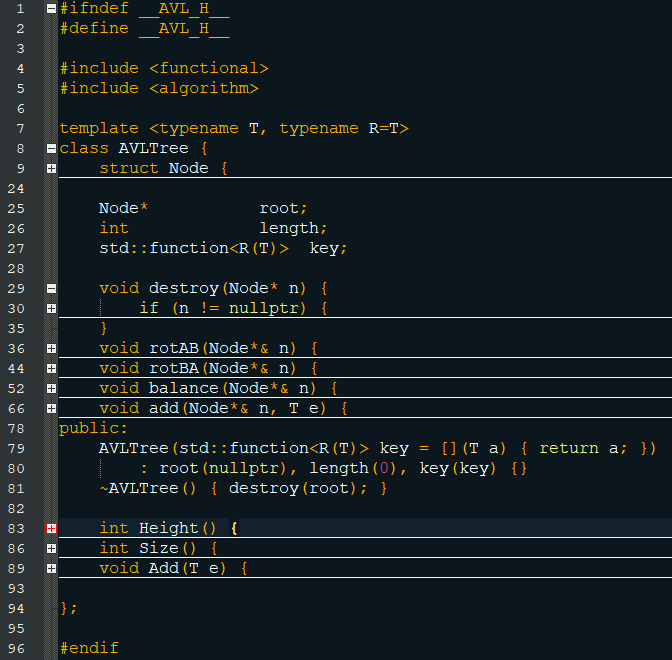 1 #ifndef __AVL_H__
2 #define __AVL_H__
3
4 #include <functional>
5 #include <algorithm>
6
7 template <typename T, typename R=T>
8 class AVLTree {
9 struct Node {
24
25 Node* root;
26 int length;
27 std::function<R(T)> key;
28
29 void destroy(Node* n) {
30 if (n != nullptr) {
35 }
36 void rotAB(Node*& n) {
44 void rotBA(Node*& n) {
52 void balance(Node*& n) {
66 void add(Node*& n, T e) {
78 public:
79 AVLTree(std::function<R(T)> key = [](T a) { return a; })
80 : root(nullptr), length(0), key(key) {}
81 ~AVLTree() { destroy(root); }
82
83 int Height() {
86 int Size() {
89 void Add(T e) {
93
94 };
95
96 #endif